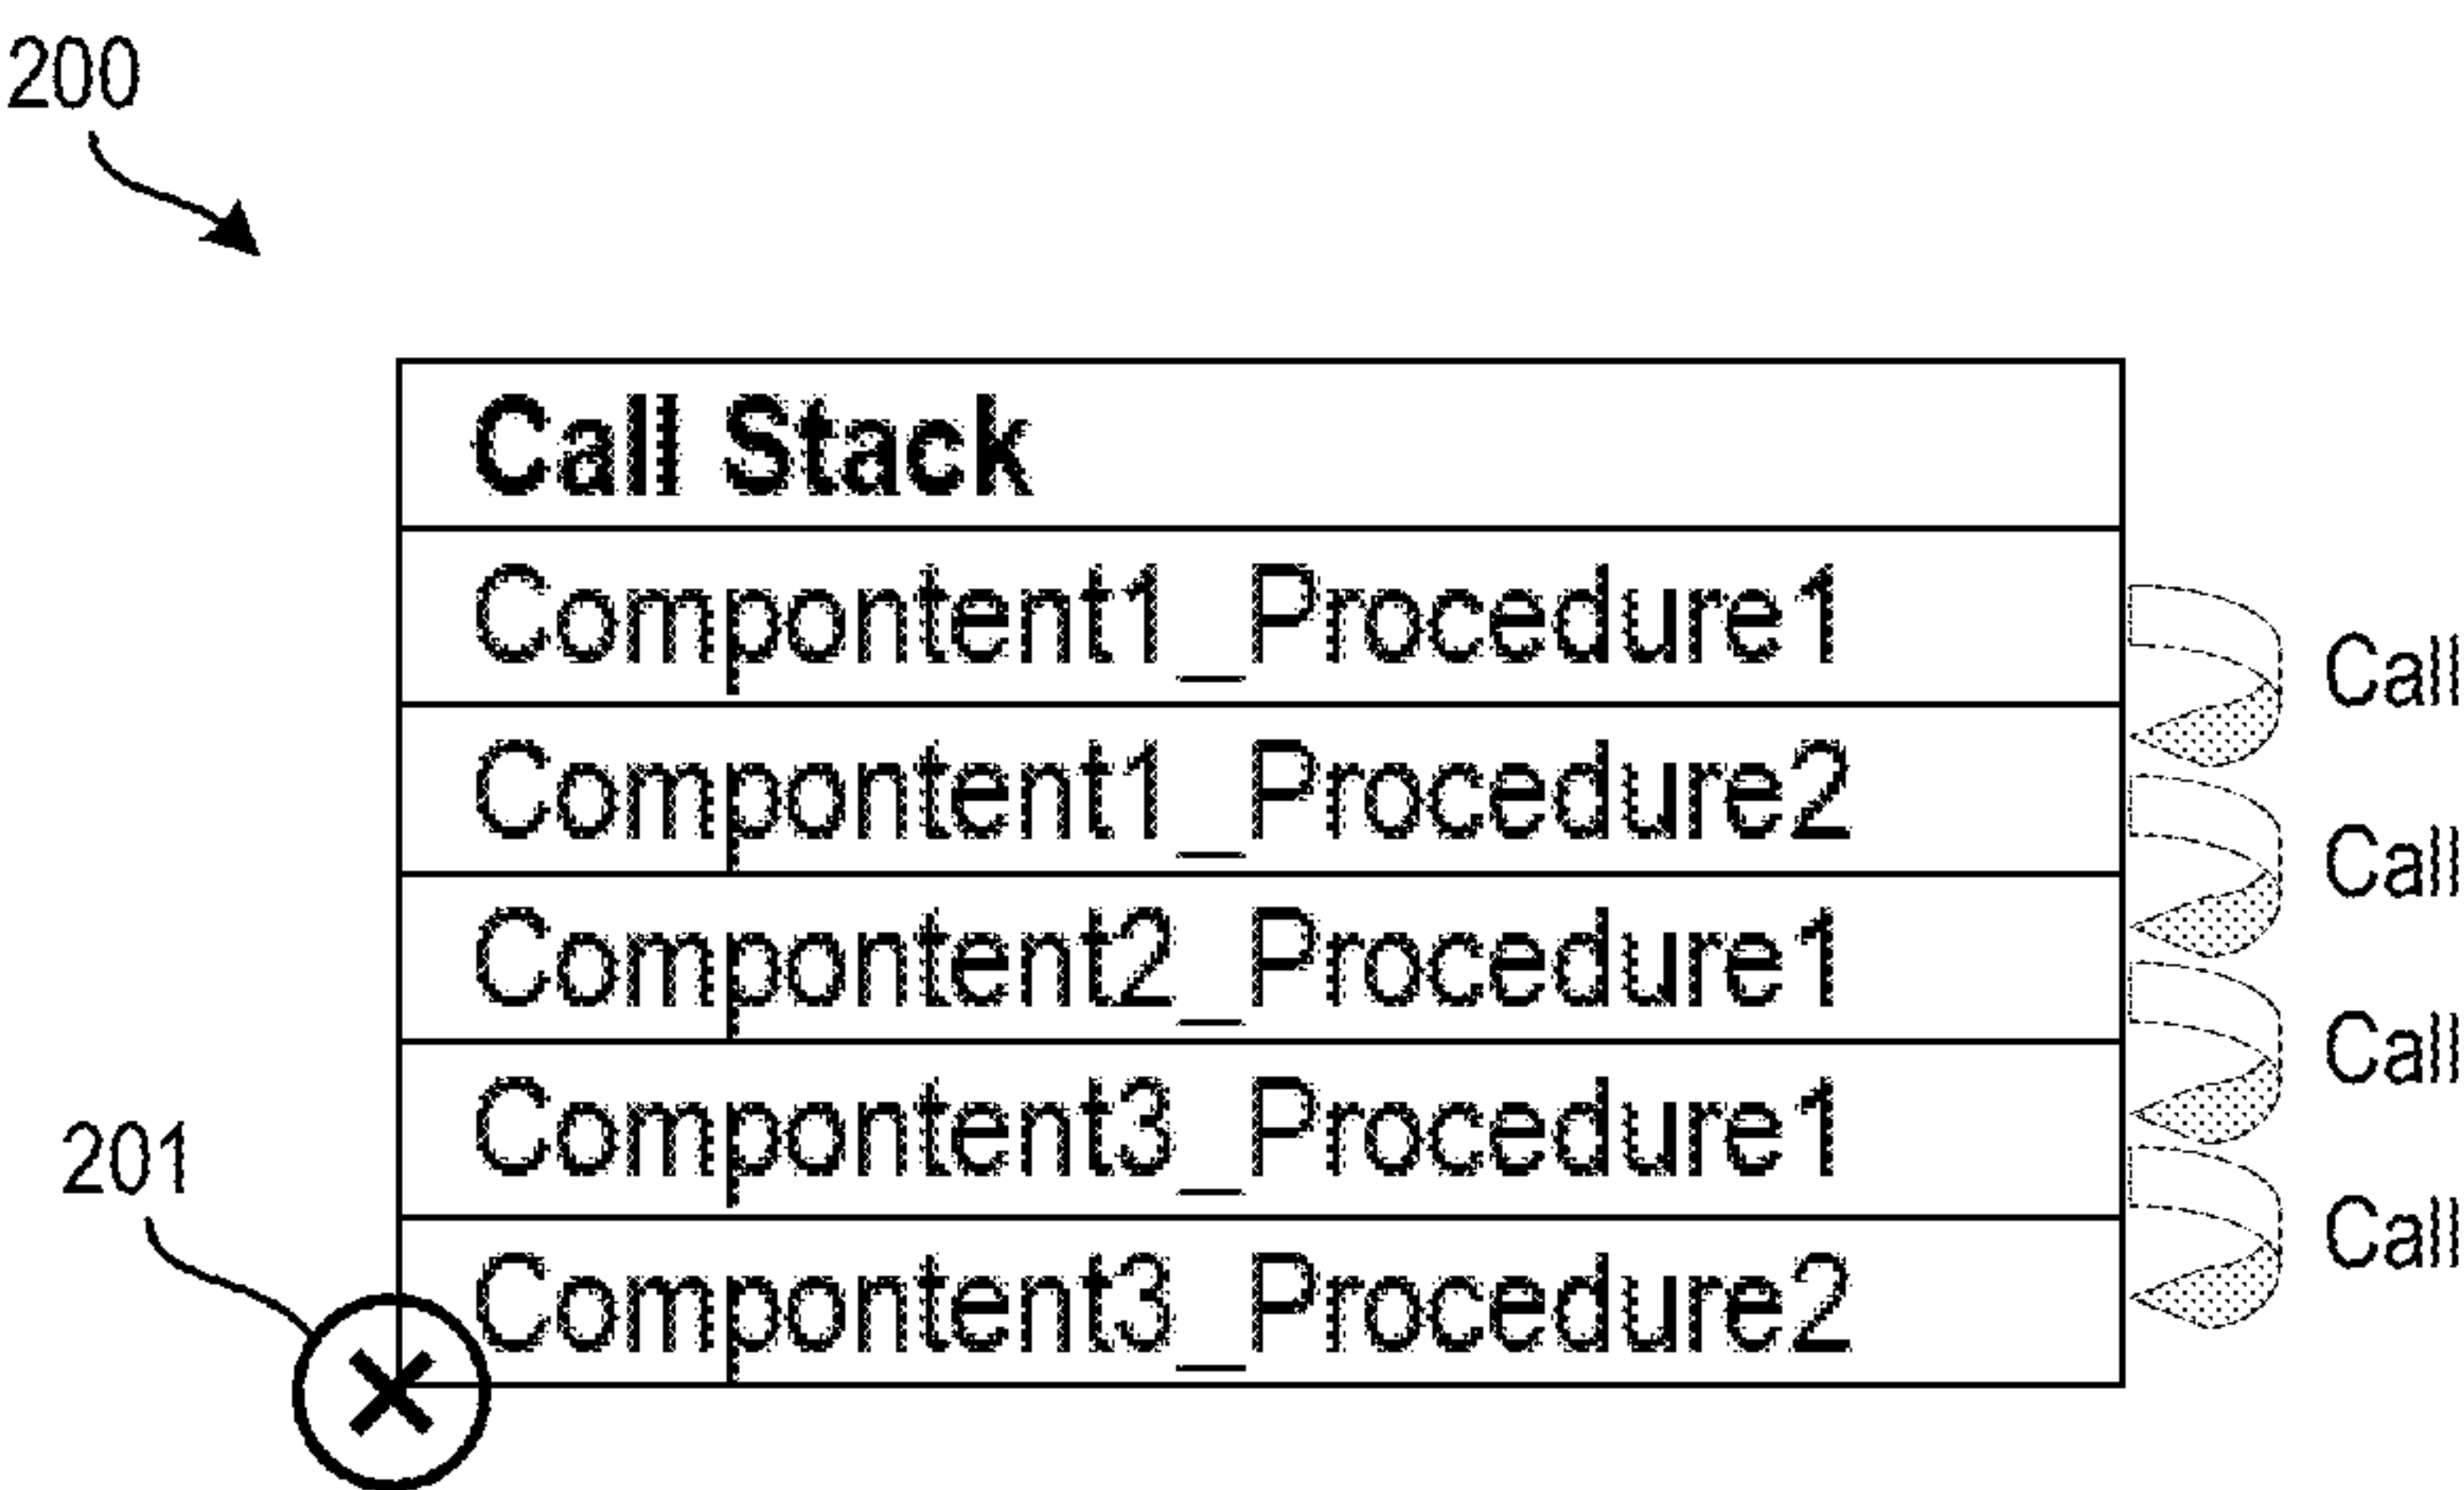 200
Call Stack
Compontent1_Procedure1
Call
Compontent1_Procedure2
Call
Compontent2_Procedure1
Call
Compontent3_Procedure1
201
Call
Compontent3_Procedure2